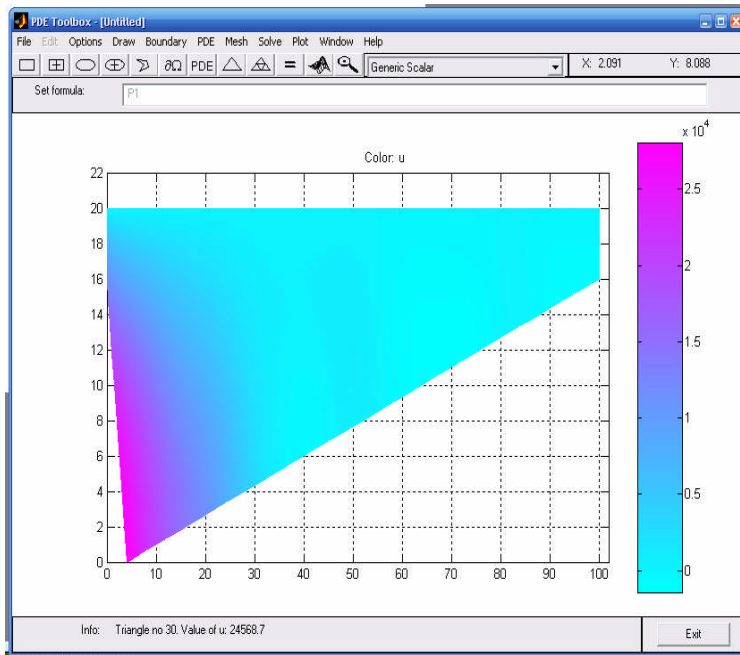 PDE Toolbox - [Untitled]
File Edit Options Draw Boundary PDE Mesh Solve Plot Window Help
∂Ω PDE = Generic Scalar X: 2.091 Y: 8.088
Set formula: P1
x 10^4
Color: u
22
20
18
16
14
12
10
8
6
4
2
0
0 10 20 30 40 50 60 70 80 90 100
2.5
2
1.5
1
0.5
0
Info: Triangle no 30. Value of u: 24568.7
Exit